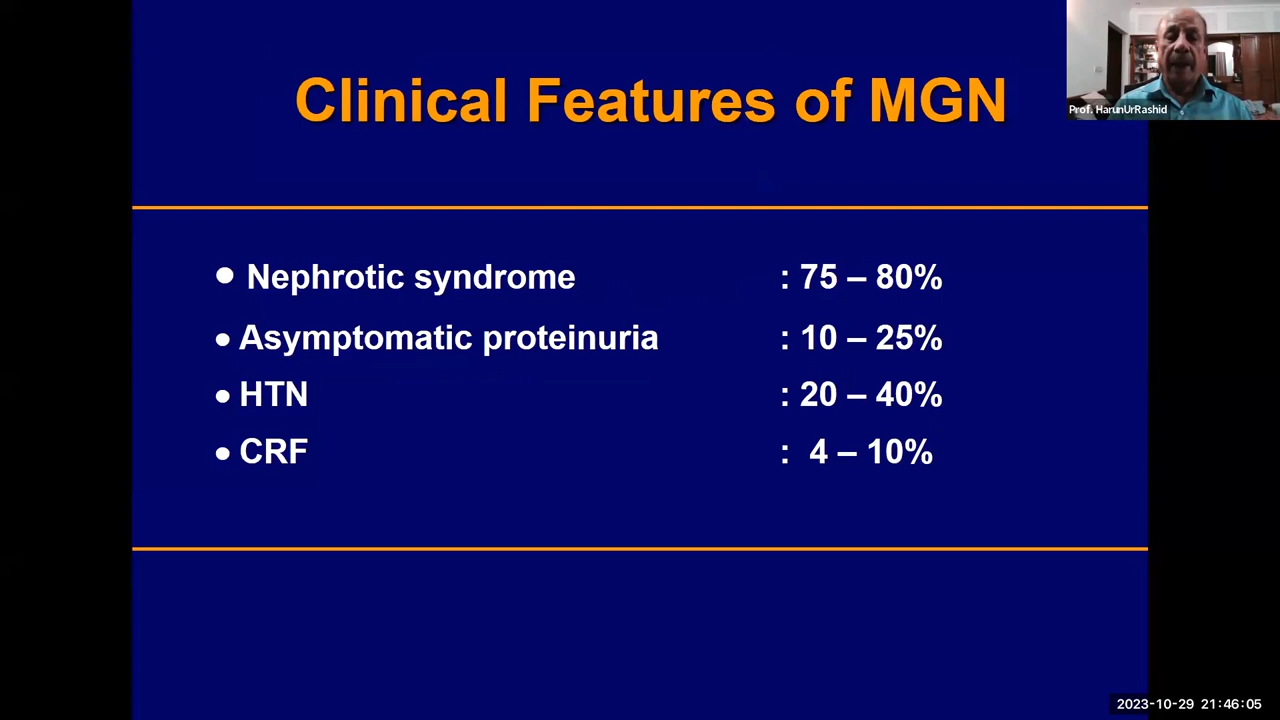 Clinical Features of MGN
Prof. HarunUrRashid
● Nephrotic syndrome : 75 – 80%
● Asymptomatic proteinuria : 10 – 25%
● HTN : 20 – 40%
● CRF : 4 – 10%
2023-10-29 21:46:05